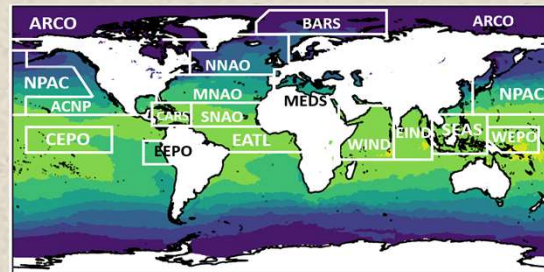 ARCO
BARS
ARCO
NNAO
NPAC
MNAO
MEDS
NPAC
ACNP
CARS
SNAO
CEPO
EEPO
EATL
WIND
EIND
SEAS
WEPO